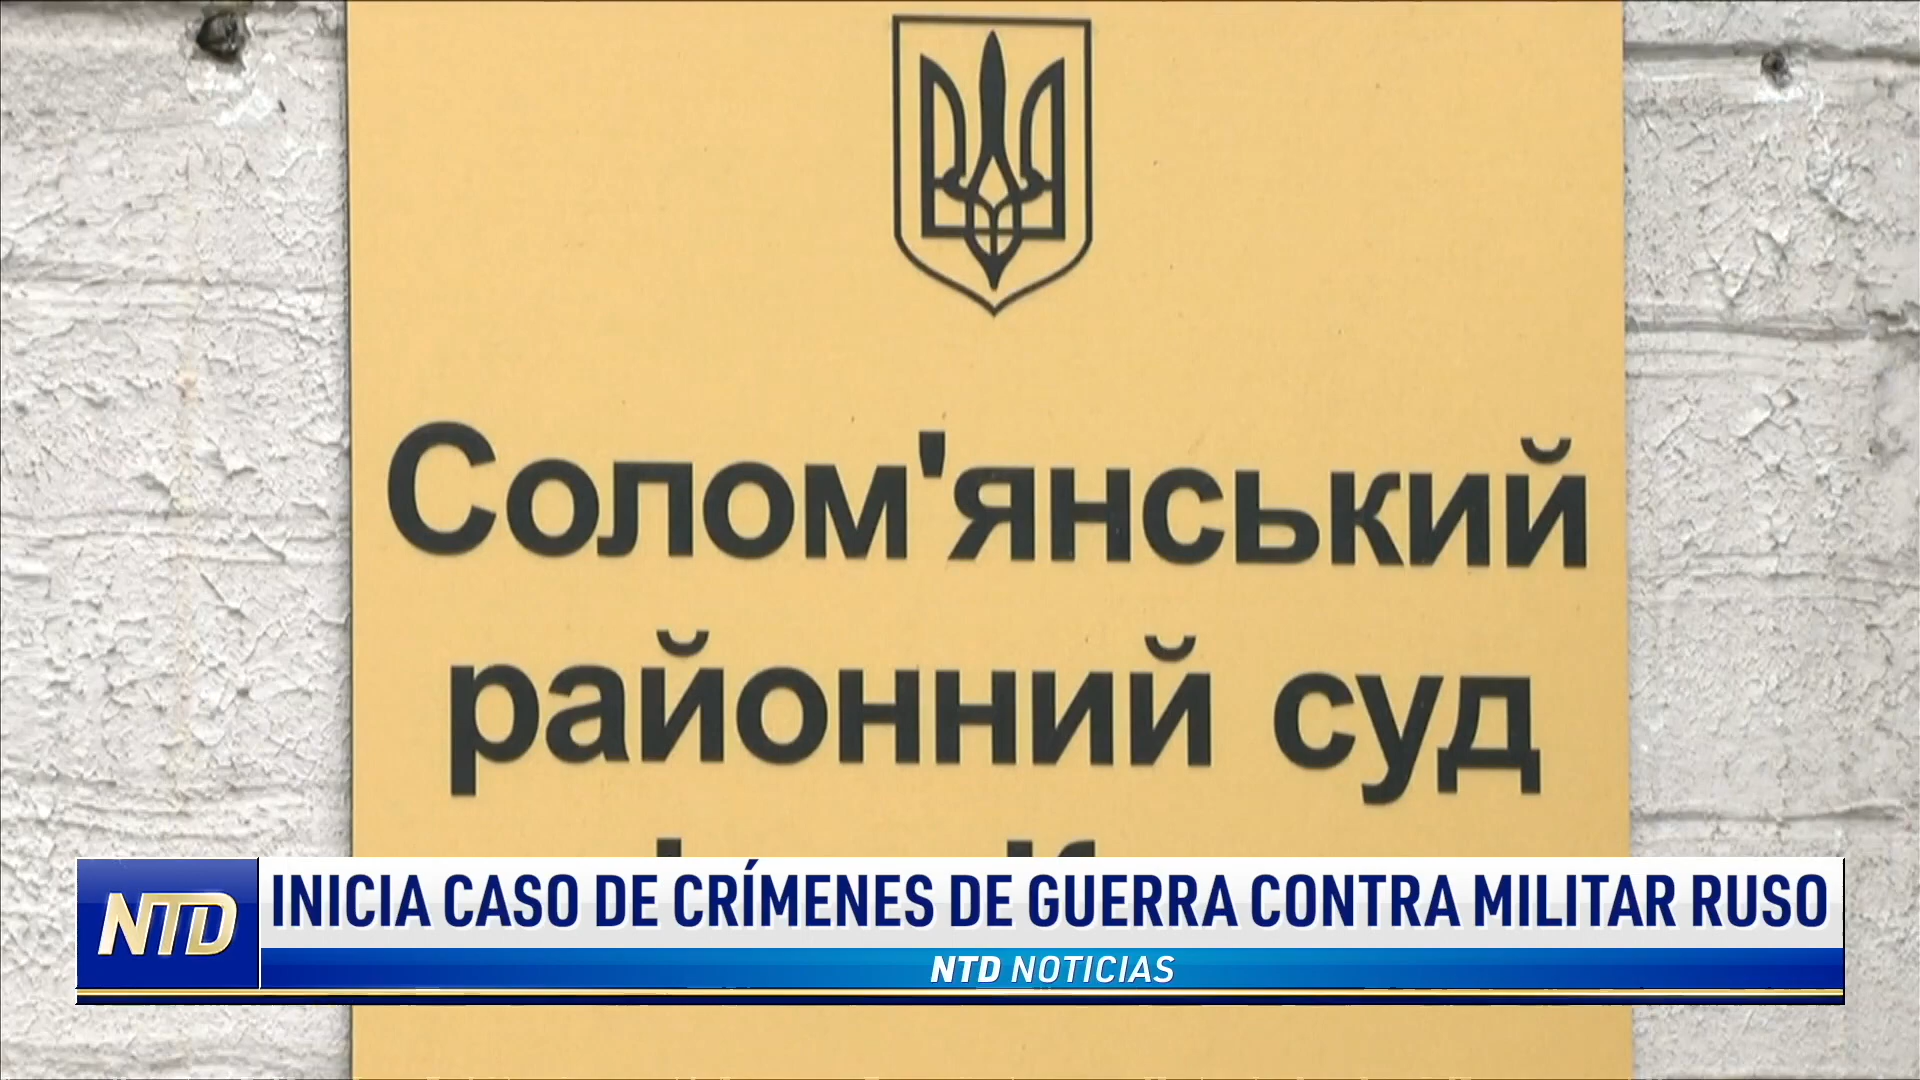 Солом'янський
районний суд
NTD
INICIA CASO DE CRÍMENES DE GUERRA CONTRA MILITAR RUSO
NTD NOTICIAS